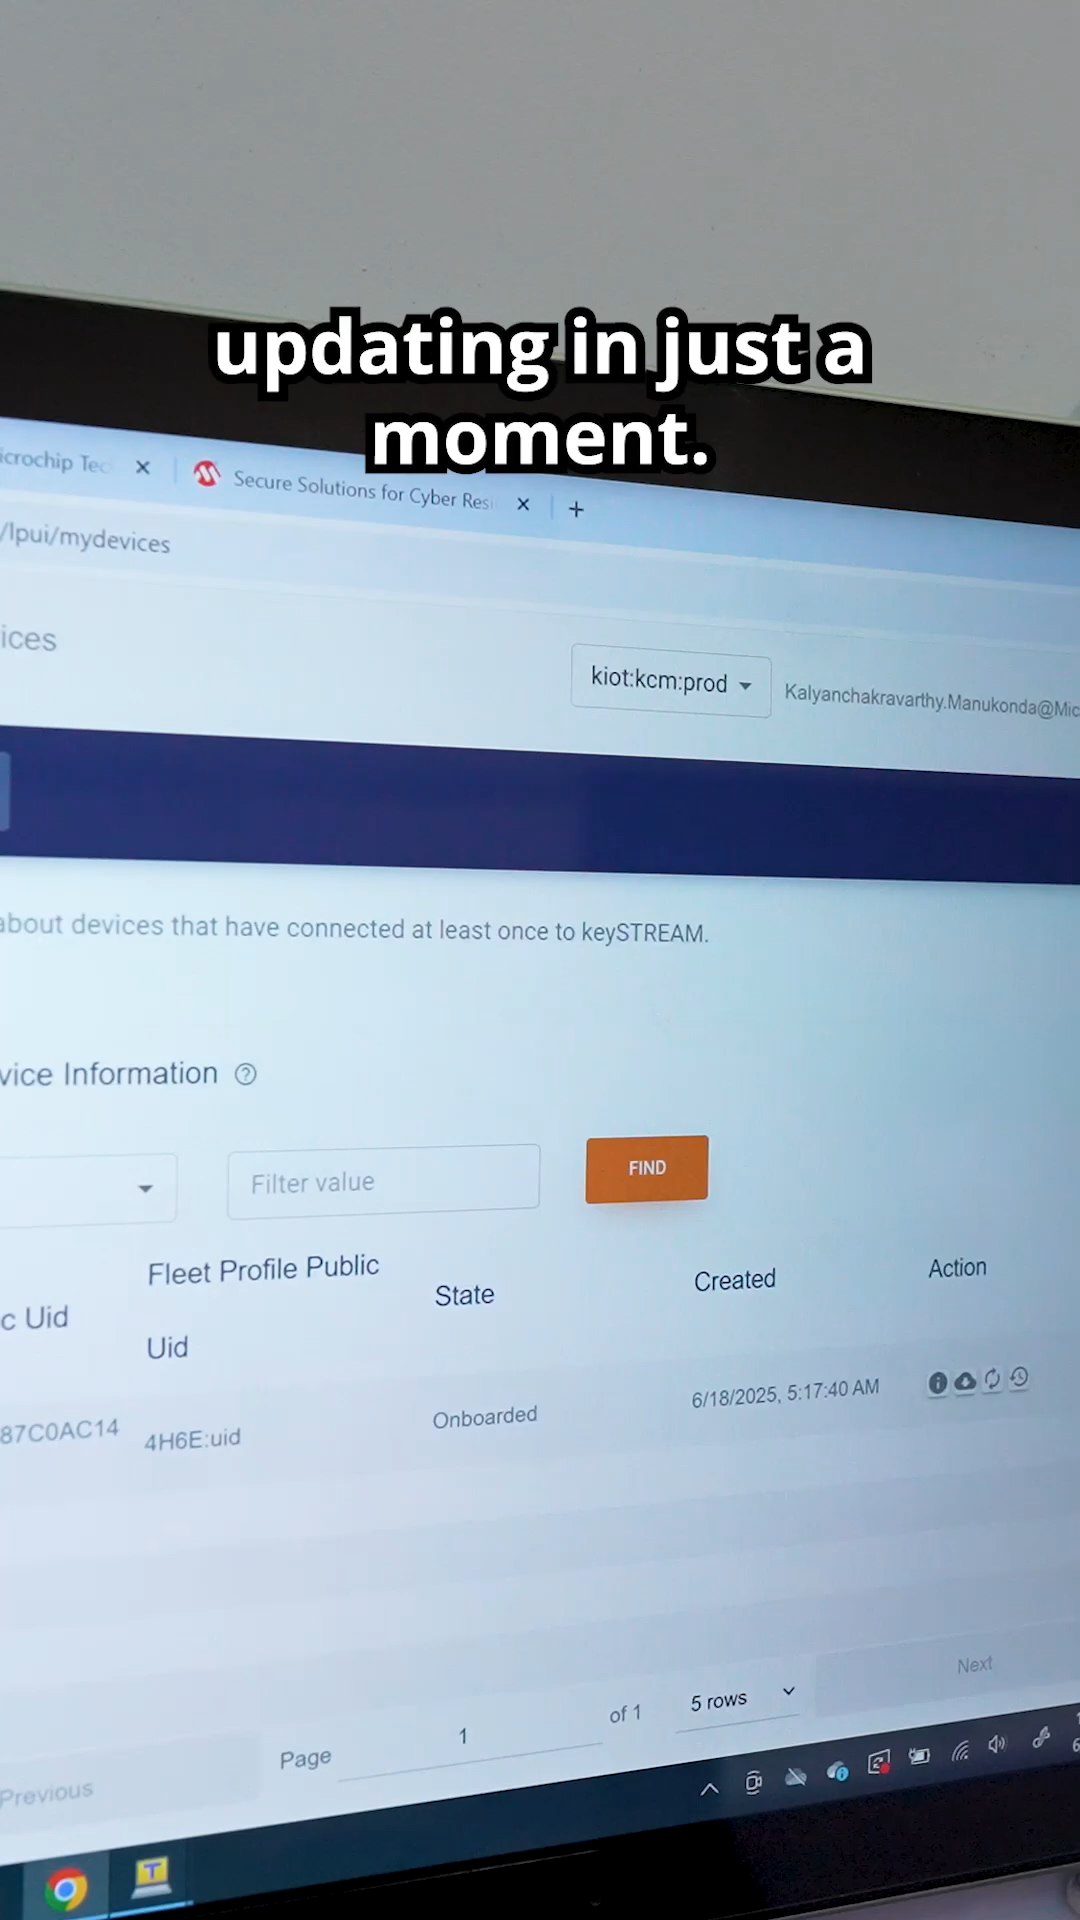 updating in just a
moment.
icrochip Tec
Secure Solutions for Cyber Resi
/lpui/mydevices
ices
kiot:kcm:prod
Kalyanchakravarthy.Manukonda@Mic
about devices that have connected at least once to keySTREAM.
vice Information
Filter value
FIND
c Uid
Fleet Profile Public
Uid
State
Created
Action
87C0AC14
4H6E:uid
Onboarded
6/18/2025, 5:17:40 AM
Previous
Page
1
of 1
5 rows
Next